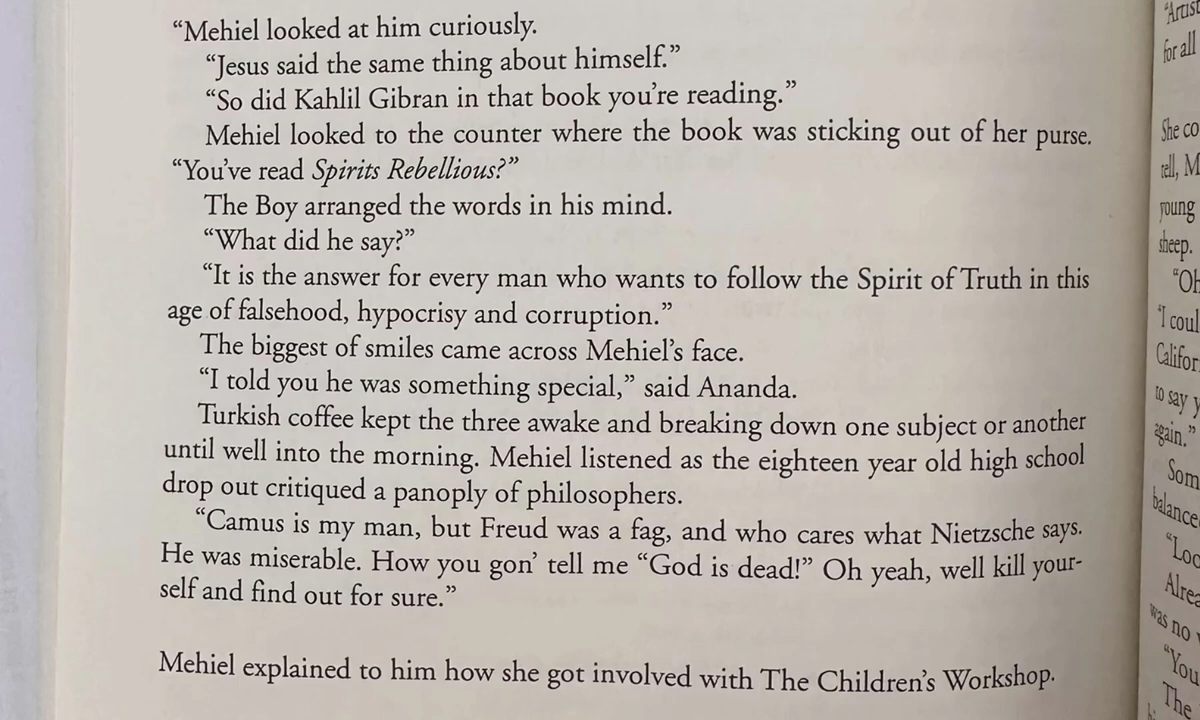 “Mehiel looked at him curiously.
“Jesus said the same thing about himself.”
“So did Kahlil Gibran in that book you’re reading.”
Mehiel looked to the counter where the book was sticking out of her purse.
“You’ve read Spirits Rebellious?”
The Boy arranged the words in his mind.
“What did he say?”
“It is the answer for every man who wants to follow the Spirit of Truth in this
age of falsehood, hypocrisy and corruption.”
The biggest of smiles came across Mehiel’s face.
“I told you he was something special,” said Ananda.
Turkish coffee kept the three awake and breaking down one subject or another
until well into the morning. Mehiel listened as the eighteen year old high school
drop out critiqued a panoply of philosophers.
“Camus is my man, but Freud was a fag, and who cares what Nietzsche says.
He was miserable. How you gon’ tell me “God is dead!” Oh yeah, well kill your-
self and find out for sure.”
Mehiel explained to him how she got involved with The Children’s Workshop.
for all
She co
tell, M
young
sheep.
“Oh
“I coul
Califor
to say y
again.”
Som
balance
“Loo
Alrea
was no
“You
The